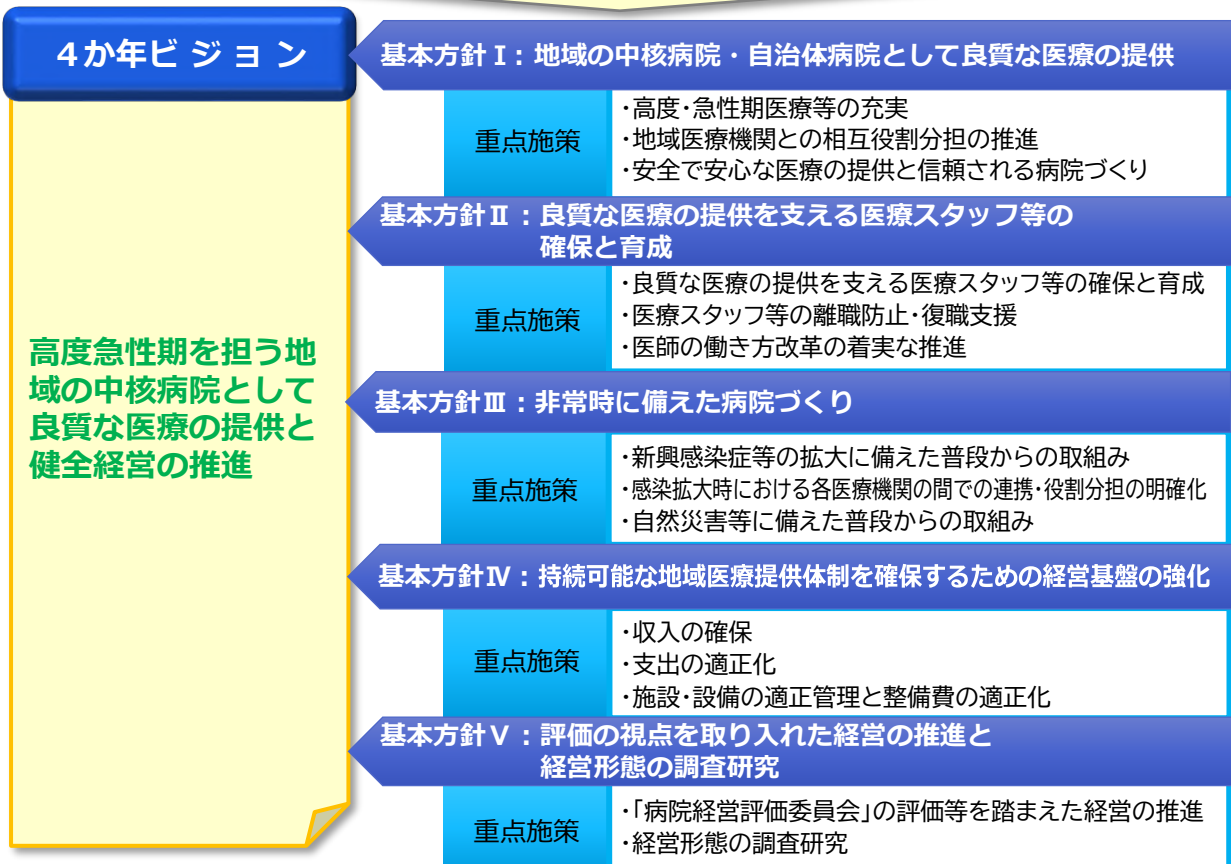 4か年ビジョン
高度急性期を担う地
域の中核病院として
良質な医療の提供と
健全経営の推進
基本方針Ⅰ：地域の中核病院・自治体病院として良質な医療の提供
重点施策
・高度・急性期医療等の充実
・地域医療機関との相互役割分担の推進
・安全で安心な医療の提供と信頼される病院づくり
基本方針Ⅱ：良質な医療の提供を支える医療スタッフ等の
確保と育成
重点施策
・良質な医療の提供を支える医療スタッフ等の確保と育成
・医療スタッフ等の離職防止・復職支援
・医師の働き方改革の着実な推進
基本方針Ⅲ：非常時に備えた病院づくり
重点施策
・新興感染症等の拡大に備えた普段からの取組み
・感染拡大時における各医療機関の間での連携・役割分担の明確化
・自然災害等に備えた普段からの取組み
基本方針Ⅳ：持続可能な地域医療提供体制を確保するための経営基盤の強化
重点施策
・収入の確保
・支出の適正化
・施設・設備の適正管理と整備費の適正化
基本方針Ⅴ：評価の視点を取り入れた経営の推進と
経営形態の調査研究
重点施策
・「病院経営評価委員会」の評価等を踏まえた経営の推進
・経営形態の調査研究